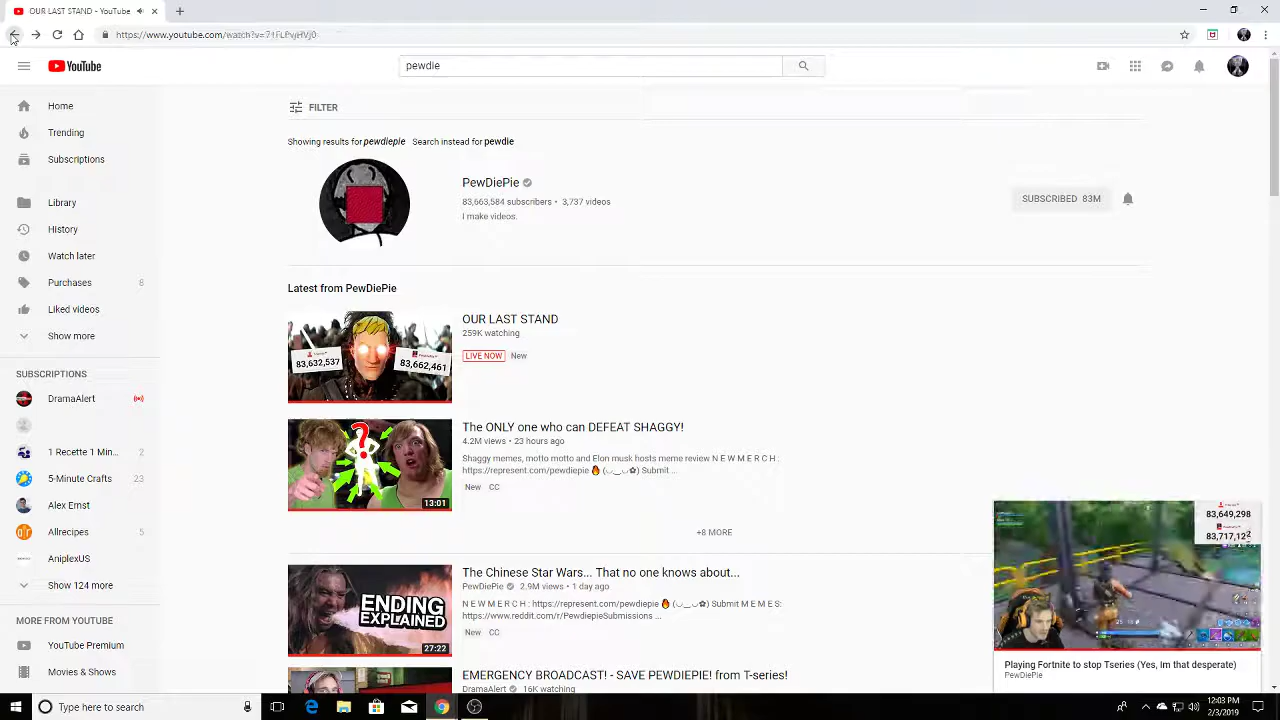 OUR LAST STAND - YouTube
https://www.youtube.com/watch?v=71FLPwHVj0
YouTube
pewdie
Home
Trending
Subscriptions
Library
History
Watch later
Purchases 6
Liked videos
Show more
SUBSCRIPTIONS
DramaAlert
1 Recette 1 Min... 2
5-Minute Crafts 23
Alex Ernst
Allrecipes 5
AniplexUS
Show 124 more
MORE FROM YOUTUBE
YouTube Premium
Movies & Shows
FILTER
Showing results for pewdiepie Search instead for pewdie
PewDiePie
83,663,584 subscribers • 3,737 videos
I make videos.
SUBSCRIBED 83M
Latest from PewDiePie
83,632,537
83,662,461
OUR LAST STAND
259K watching
LIVE NOW New
13:01
The ONLY one who can DEFEAT SHAGGY!
4.2M views • 23 hours ago
Shaggy memes, motto motto and Elon musk hosts meme review N E W M E R C H :
https://represent.com/pewdiepie 🔥 (◡‿◡✿) Submit ...
New CC
+8 MORE
ENDING
EXPLAINED
27:22
The Chinese Star Wars... That no one knows about...
PewDiePie 2.9M views • 1 day ago
N E W M E R C H : https://represent.com/pewdiepie 🔥 (◡‿◡✿) Submit M E M E S:
https://www.reddit.com/r/PewdiepieSubmissions ...
New CC
EMERGENCY BROADCAST! - SAVE PEWDIEPIE! from T-series!
DramaAlert 16K watching
83,649,298
Playing Fortnite to stop Tseries (Yes, Im that desperate)
PewDiePie
Type here to search
12:03 PM
2/3/2019